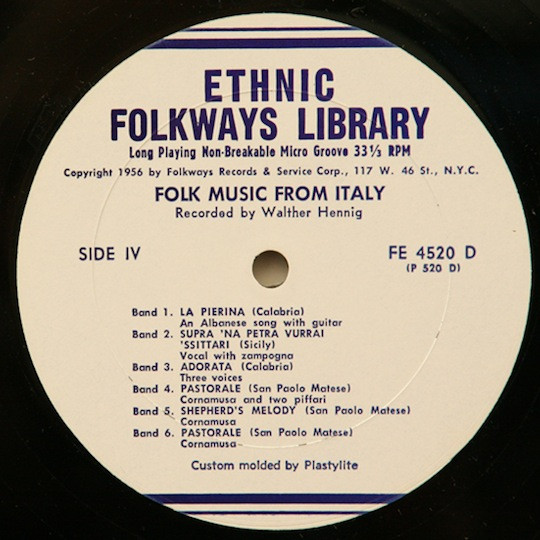 ETHNIC
FOLKWAYS LIBRARY
Long Playing Non-Breakable Micro Groove 33⅓ RPM
Copyright 1956 by Folkways Records & Service Corp., 117 W. 46 St., N.Y.C.
FOLK MUSIC FROM ITALY
Recorded by Walther Hennig
SIDE IV
FE 4520 D
(P 520 D)
Band 1. LA PIERINA (Calabria)
An Albanese song with guitar
Band 2. SUPRA 'NA PETRA VURRAI
'SSITTARI (Sicily)
Vocal with zampogna
Band 3. ADORATA (Calabria)
Three voices
Band 4. PASTORALE (San Paolo Matese)
Cornamusa and two piffari
Band 5. SHEPHERD'S MELODY (San Paolo Matese)
Cornamusa
Band 6. PASTORALE (San Paolo Matese)
Cornamusa
Custom molded by Plastylite